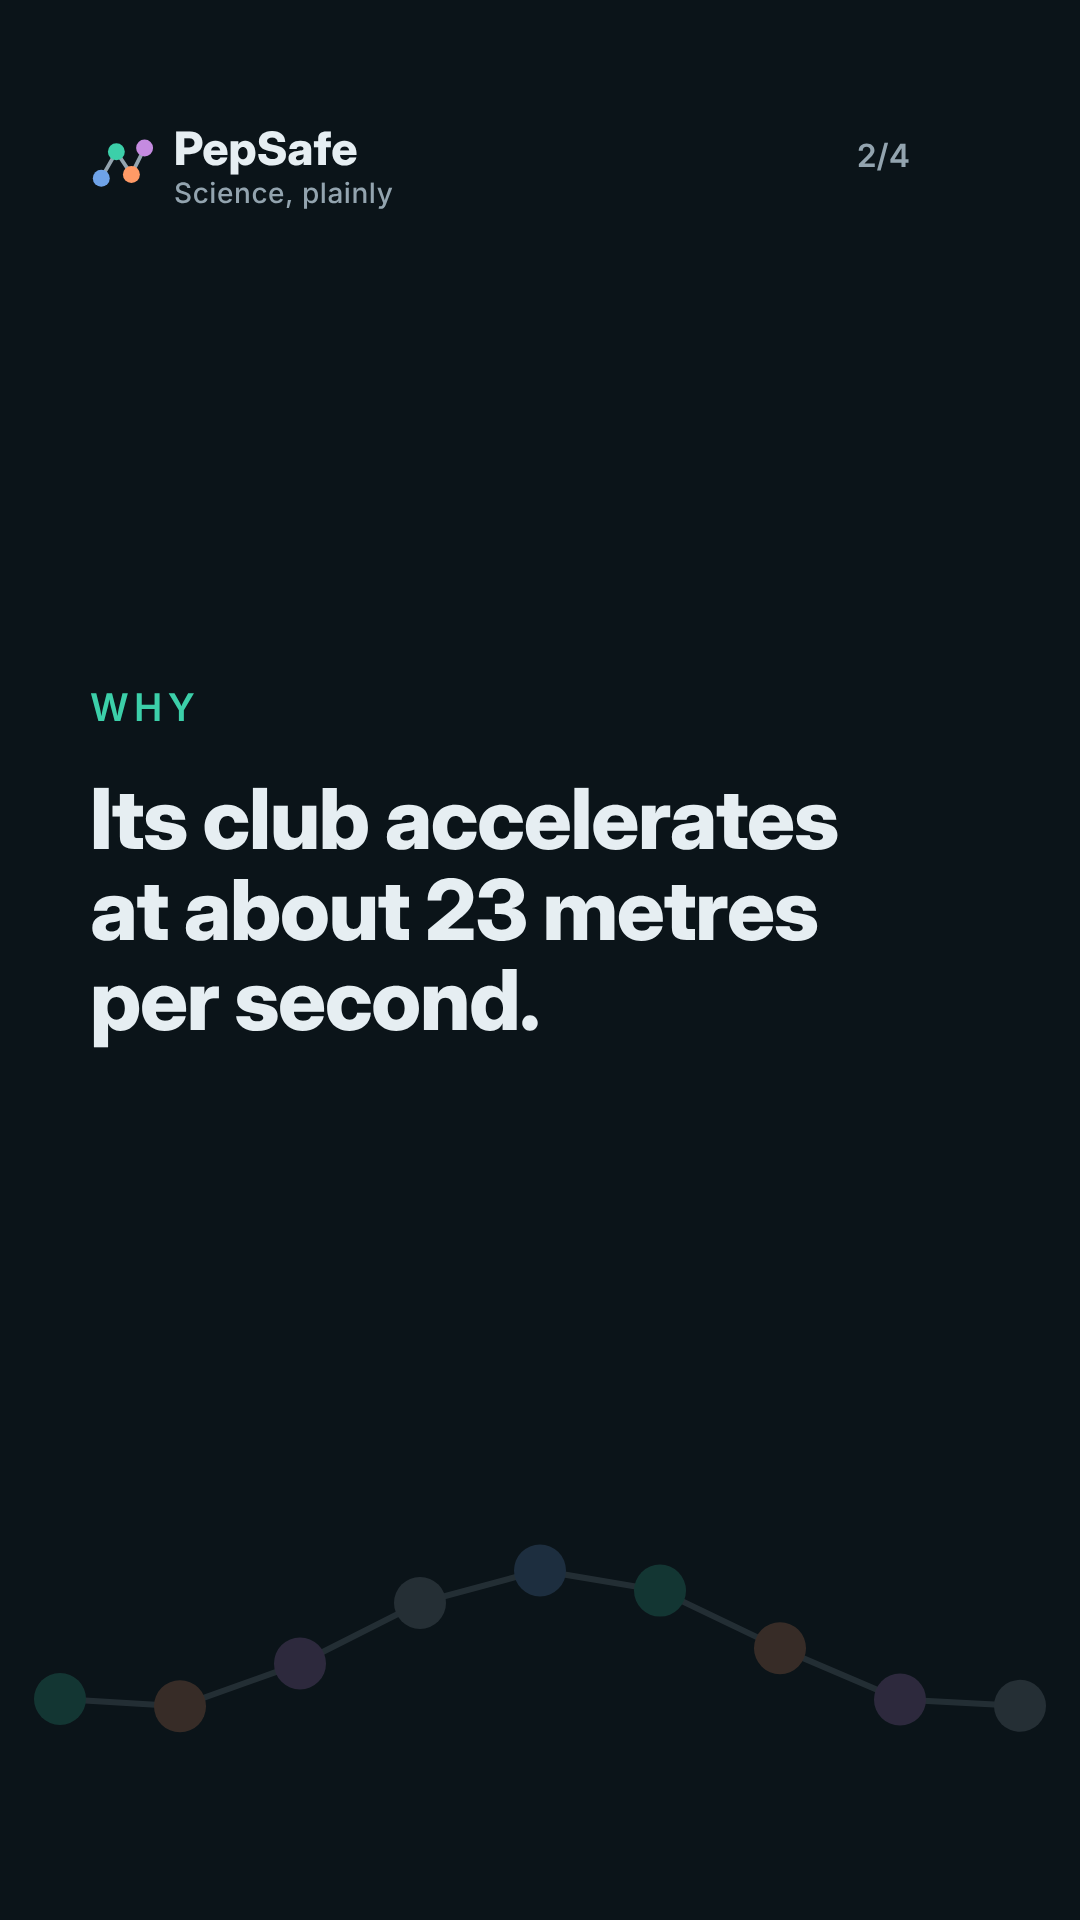 PepSafe
Science, plainly
2/4
WHY
Its club accelerates
at about 23 metres
per second.